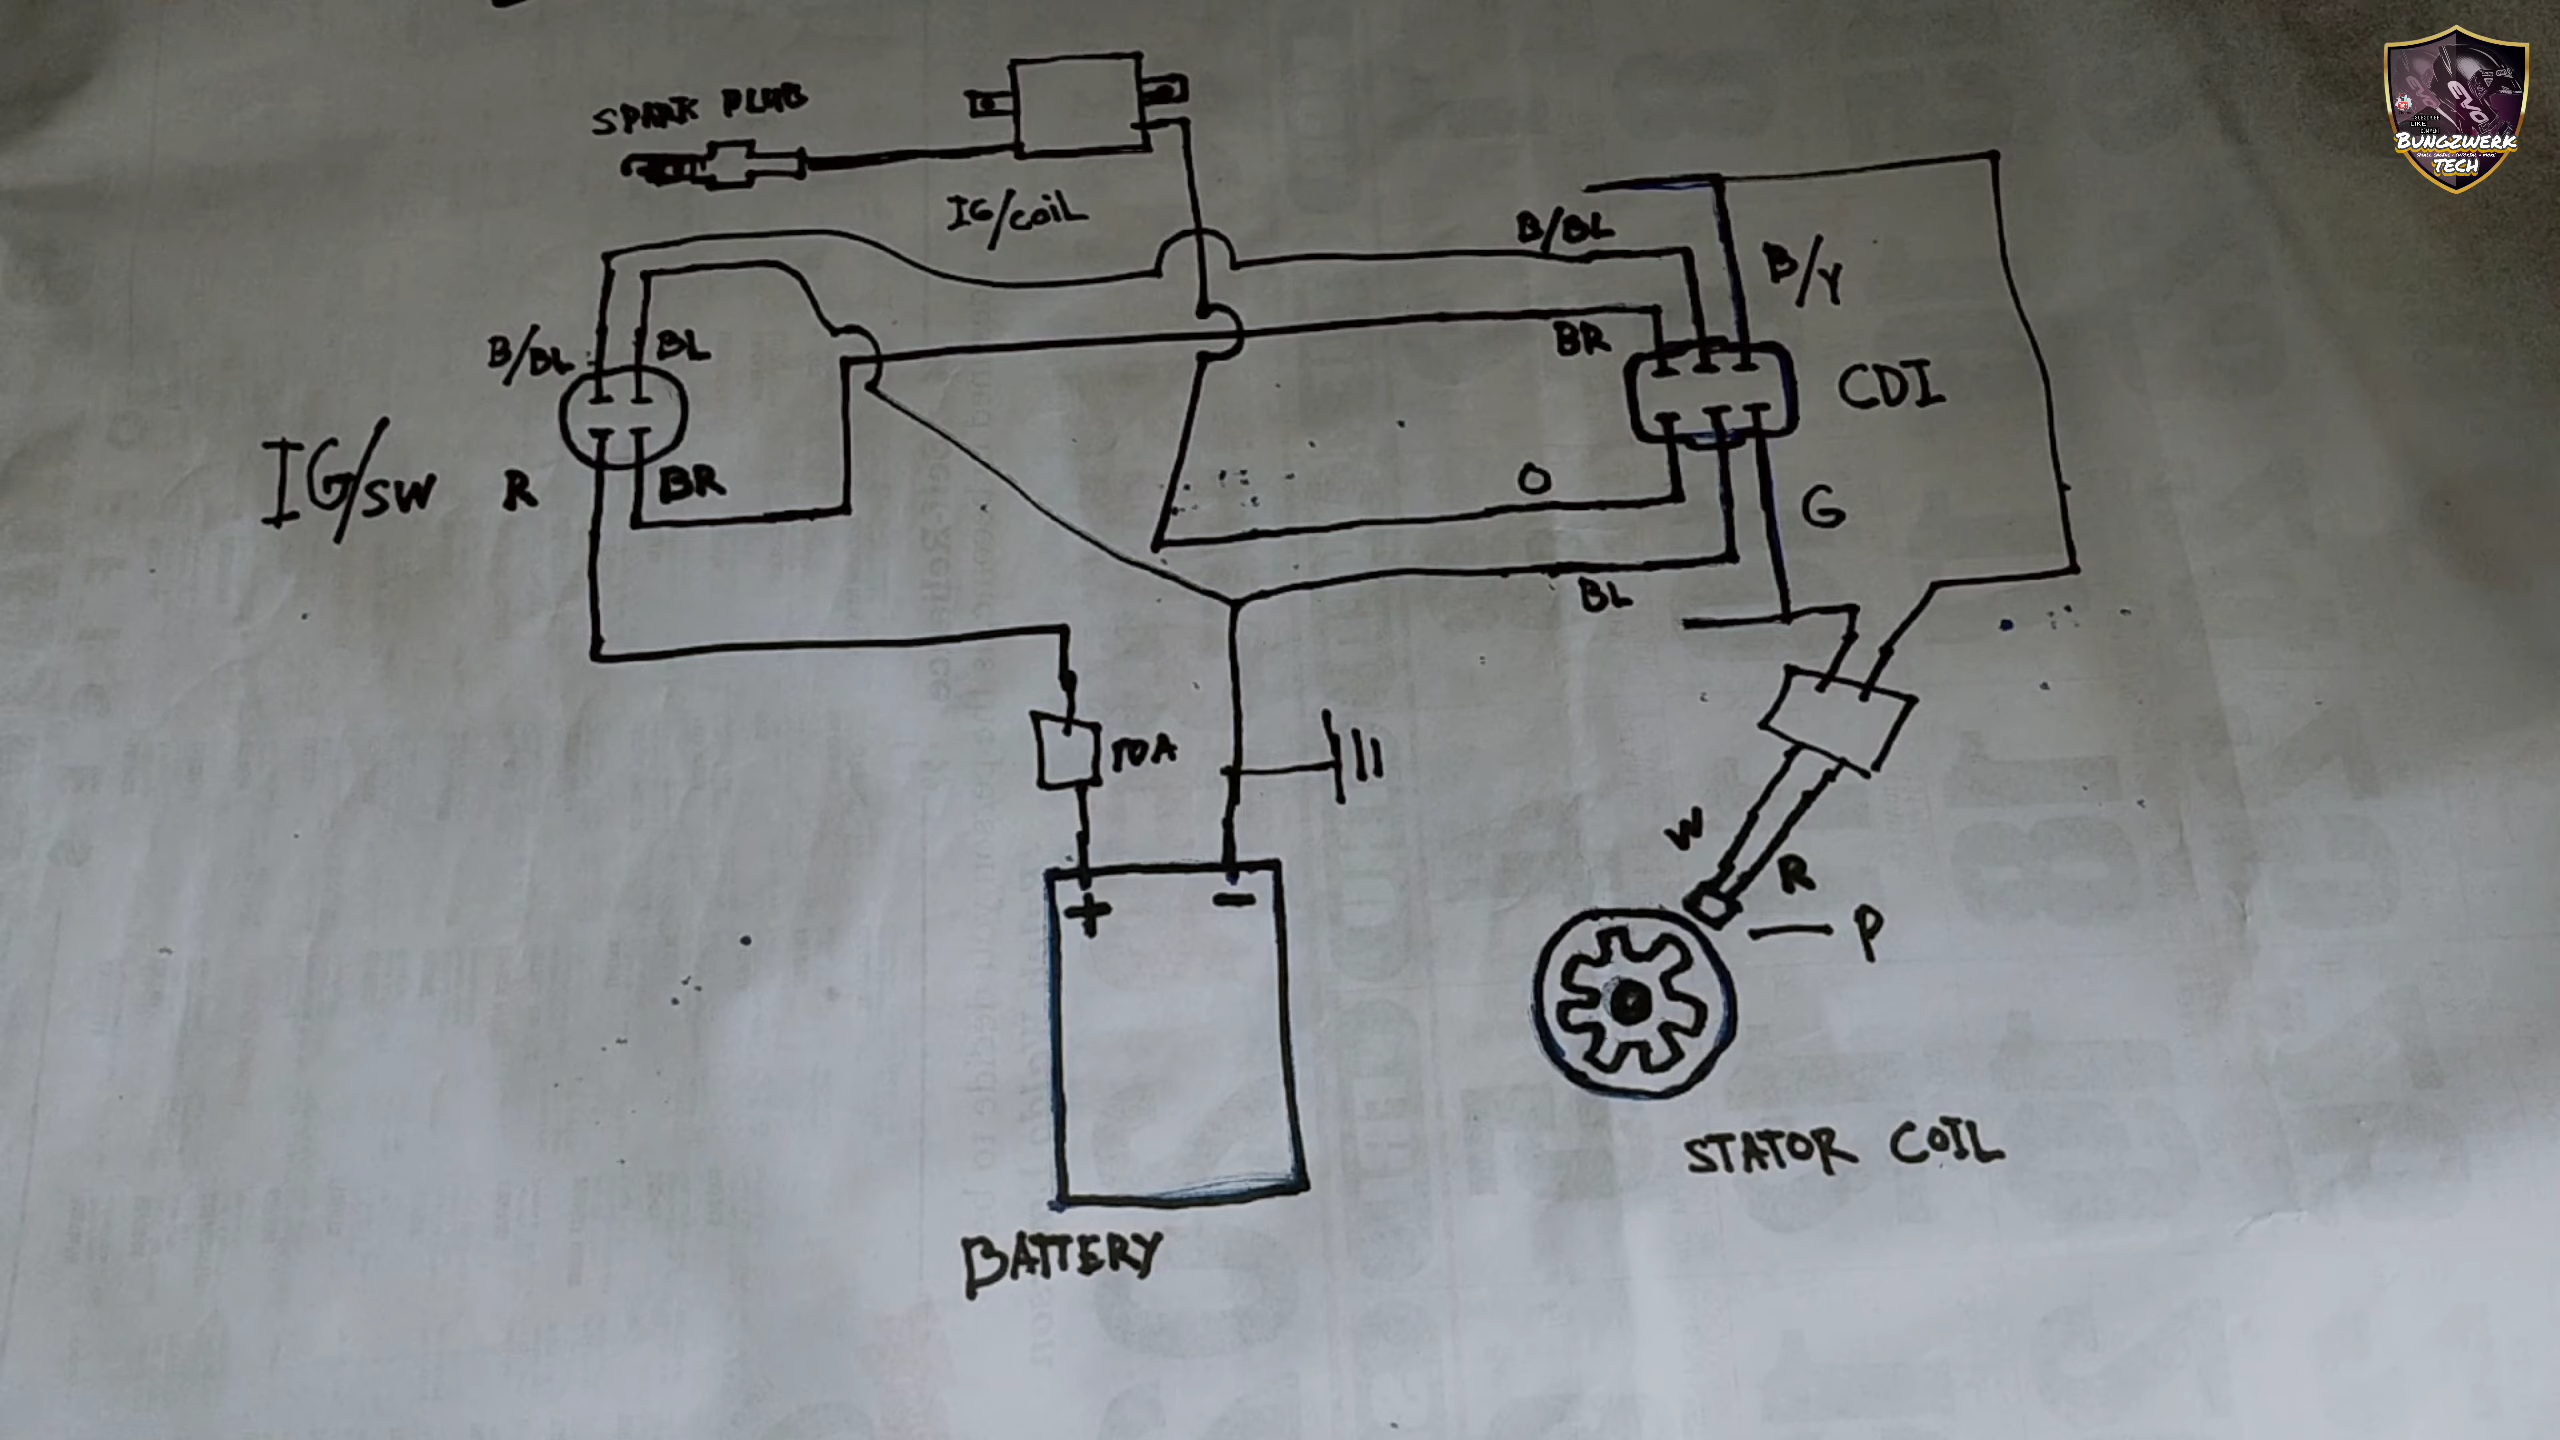 SPARK PLUG
IG/COIL
B/BL
B/Y
B/BL
BL
BR
CDI
IG/SW
R
BR
O
G
BL
10A
W
R
P
+
-
STATOR COIL
BATTERY
EVO
BUNGZWERK
TECH